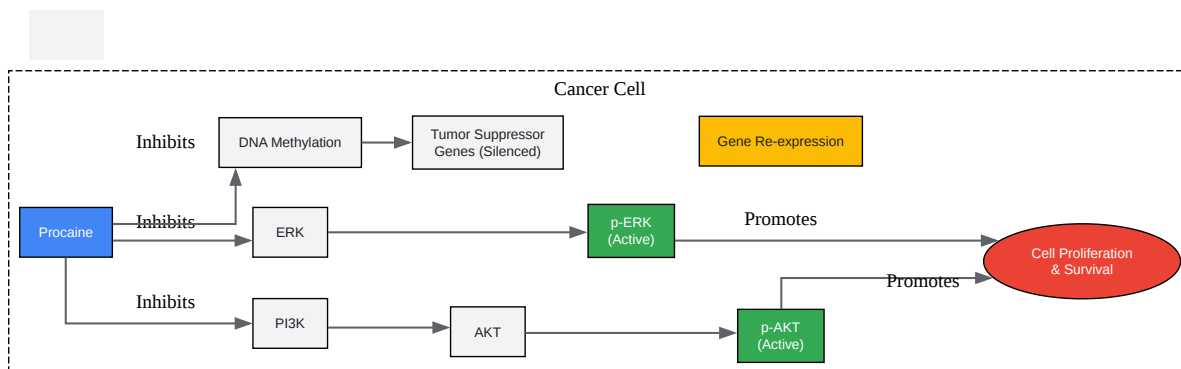 Cancer Cell
Inhibits
DNA Methylation
Tumor Suppressor
Genes (Silenced)
Gene Re-expression
Procaine
Inhibits
ERK
p-ERK
(Active)
Promotes
Cell Proliferation
& Survival
Inhibits
PI3K
AKT
p-AKT
(Active)
Promotes